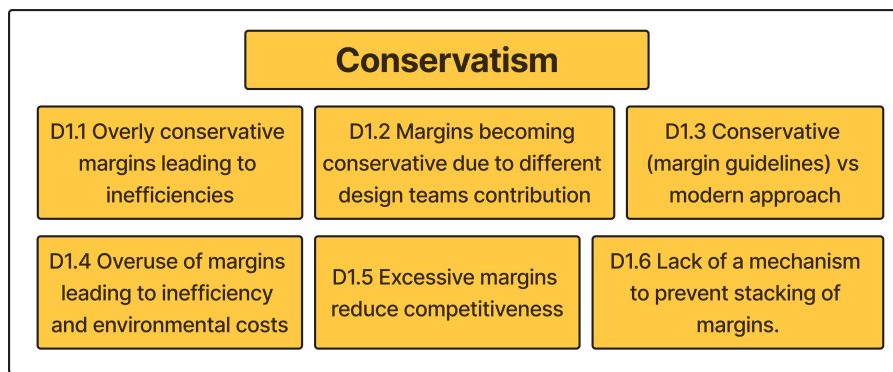 Conservatism
D1.1 Overly conservative
margins leading to
inefficiencies
D1.2 Margins becoming
conservative due to different
design teams contribution
D1.3 Conservative
(margin guidelines) vs
modern approach
D1.4 Overuse of margins
leading to inefficiency
and environmental costs
D1.5 Excessive margins
reduce competitiveness
D1.6 Lack of a mechanism
to prevent stacking of
margins.